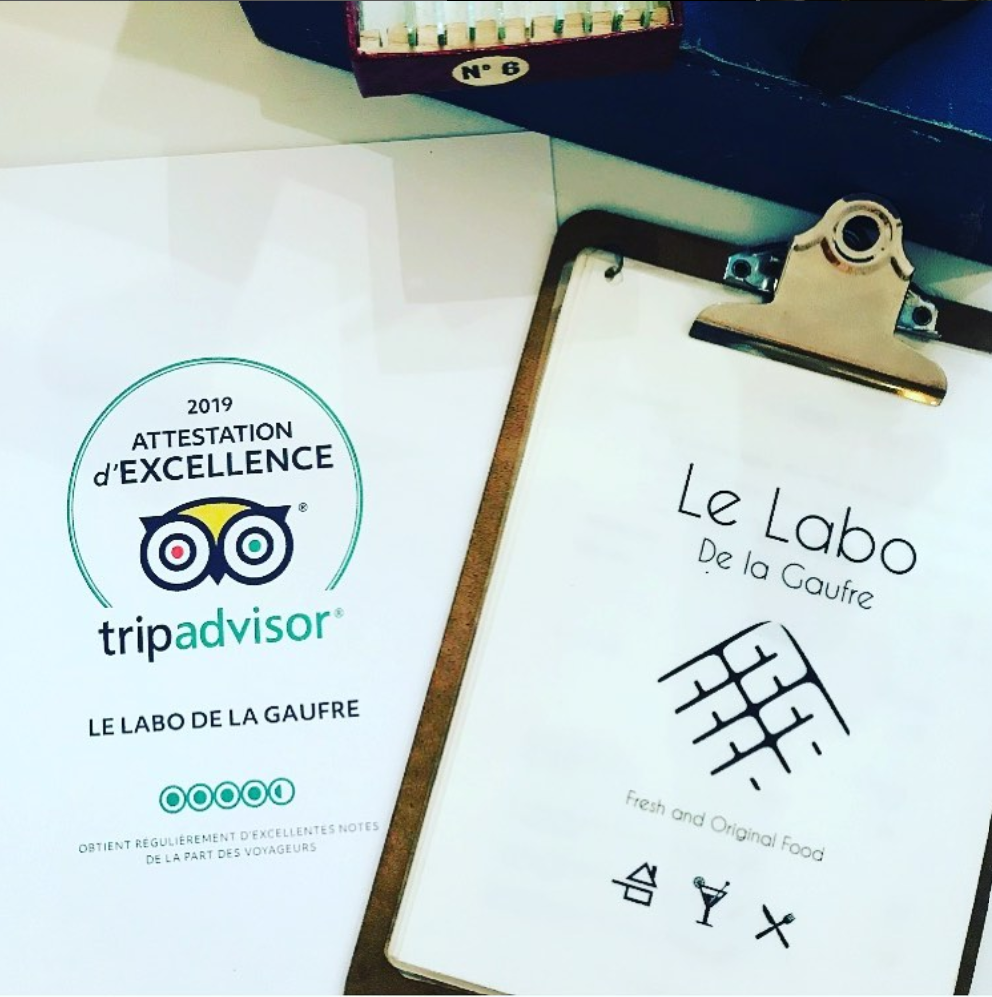 N° 6
2019
ATTESTATION
d'EXCELLENCE
®
tripadvisor®
LE LABO DE LA GAUFRE
OBTIENT RÉGULIÈREMENT D'EXCELLENTES NOTES
DE LA PART DES VOYAGEURS
Le Labo
De la Gaufre
Fresh and Original Food